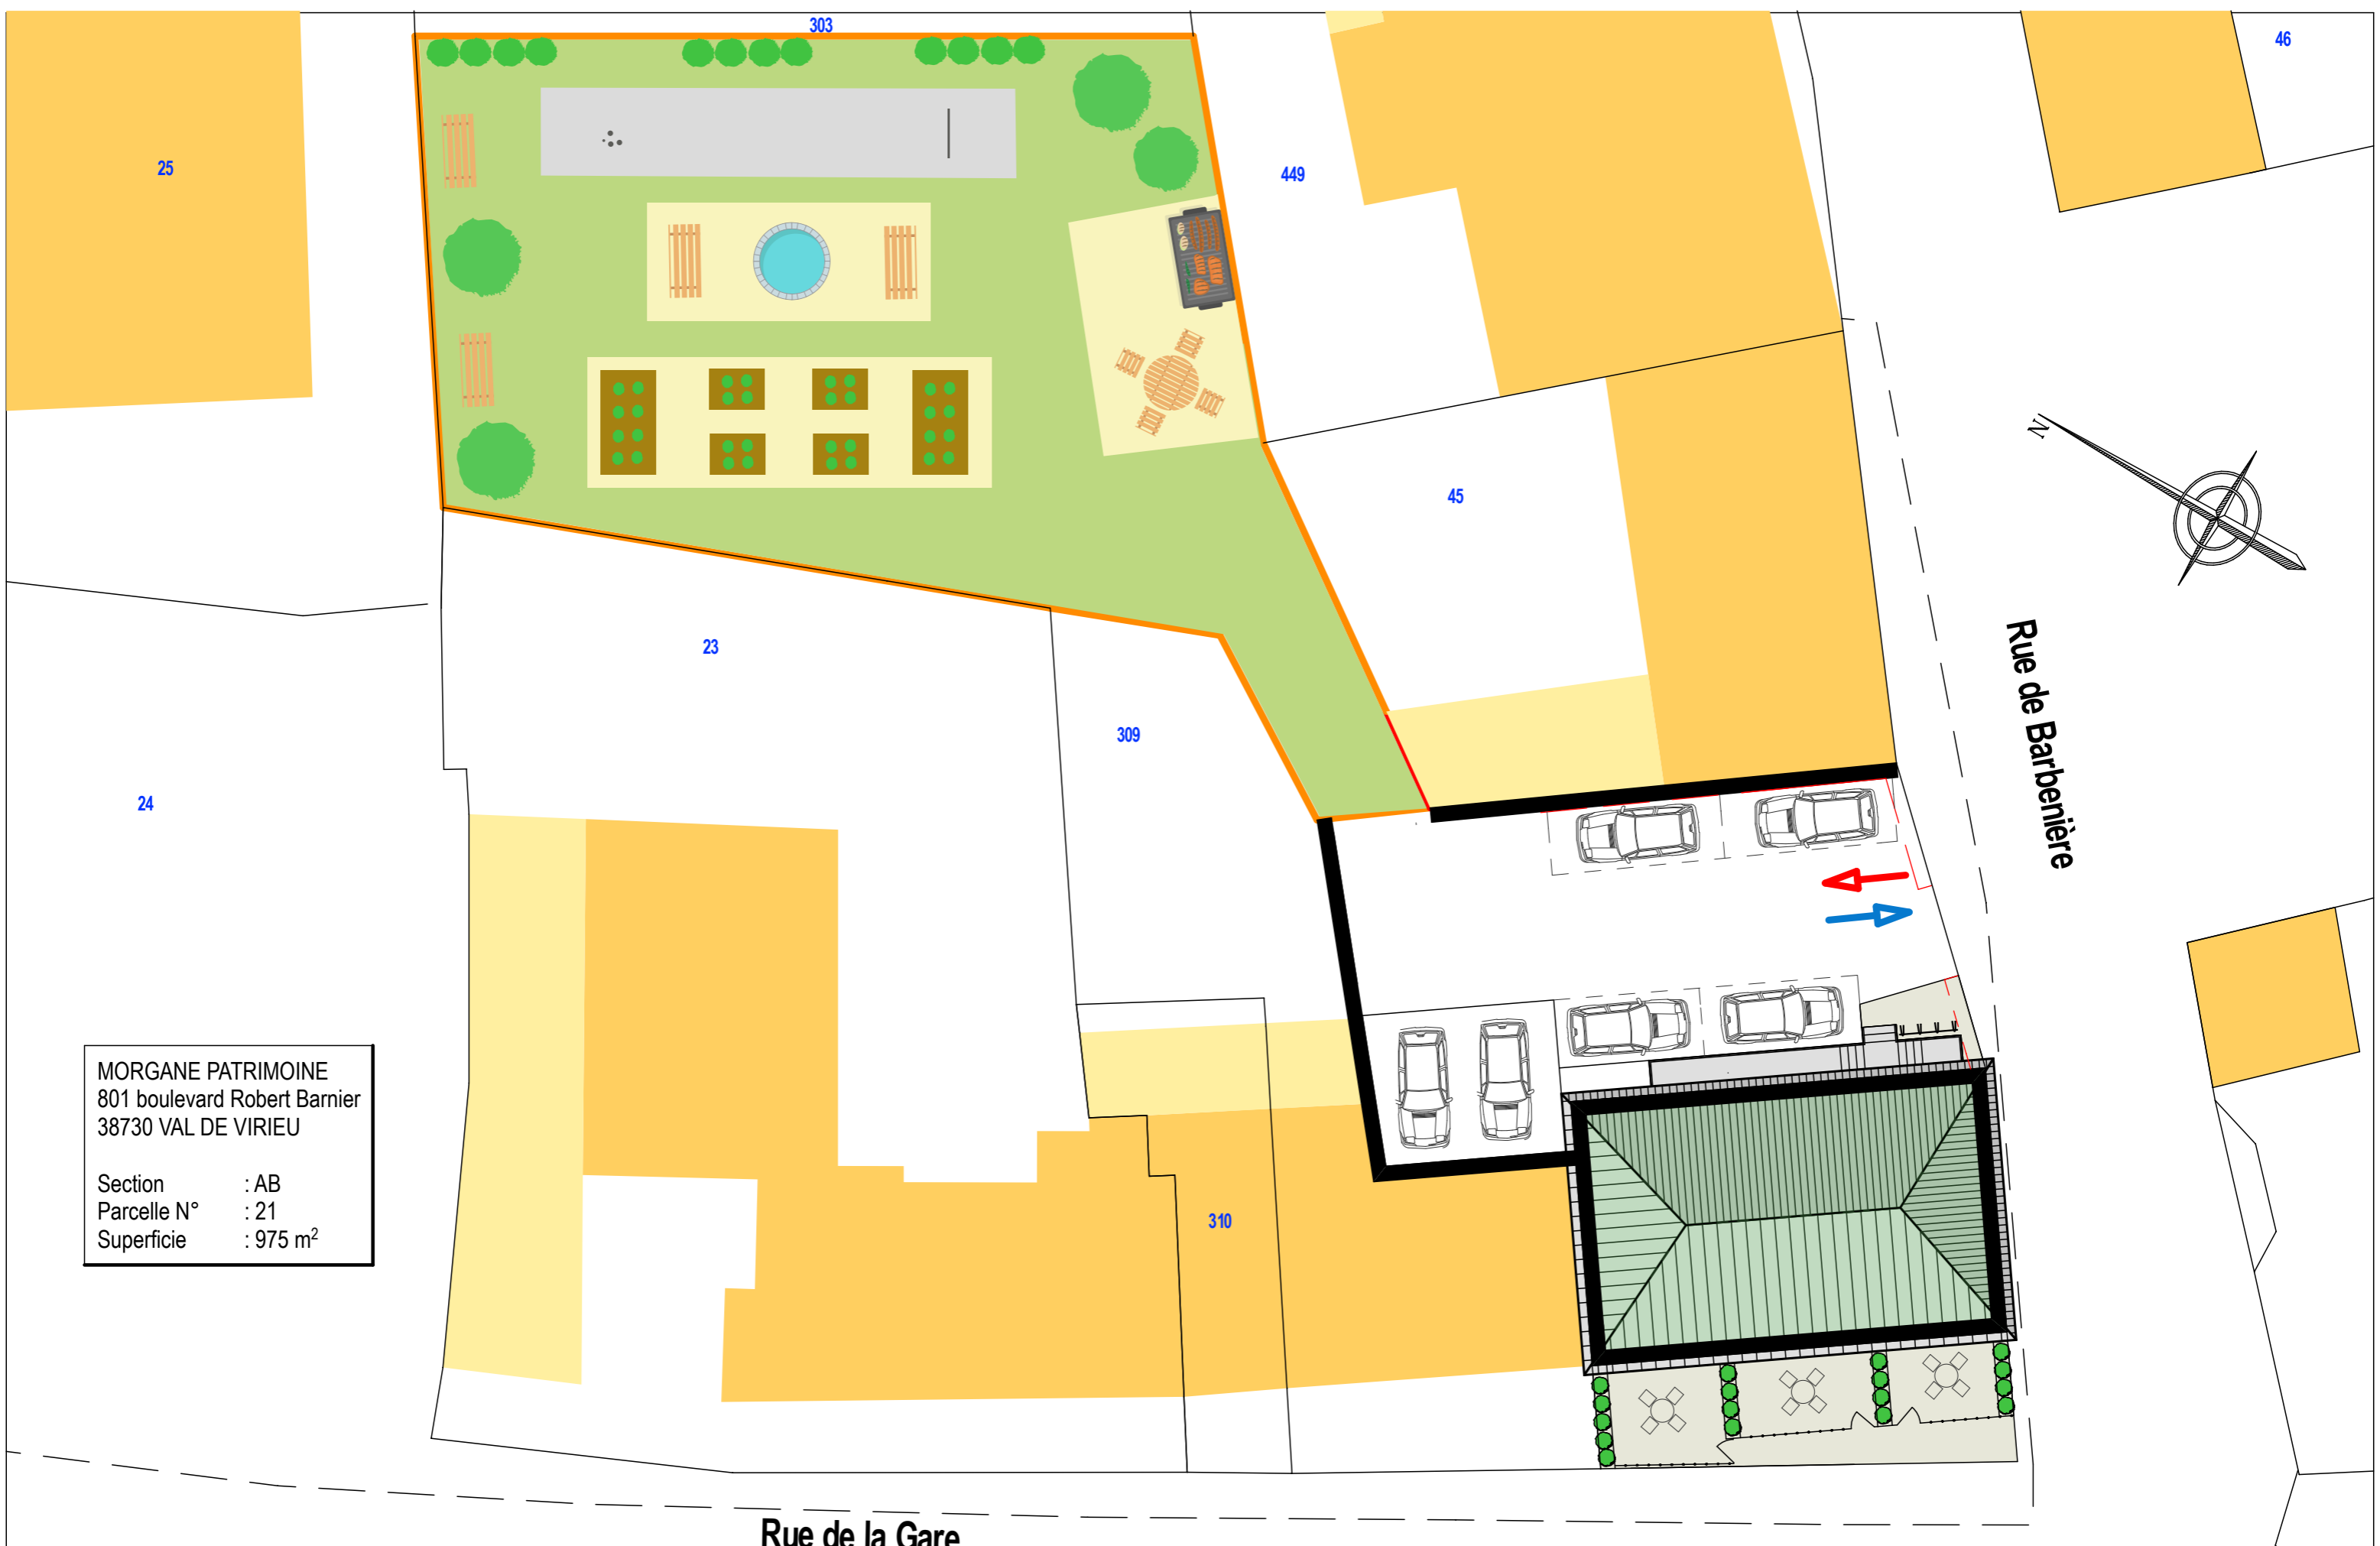 303
46
25
449
45
N
Rue de Barbenière
23
309
24
MORGANE PATRIMOINE
801 boulevard Robert Barnier
38730 VAL DE VIRIEU
Section : AB
Parcelle N° : 21
Superficie : 975 m²
310
Rue de la Gare